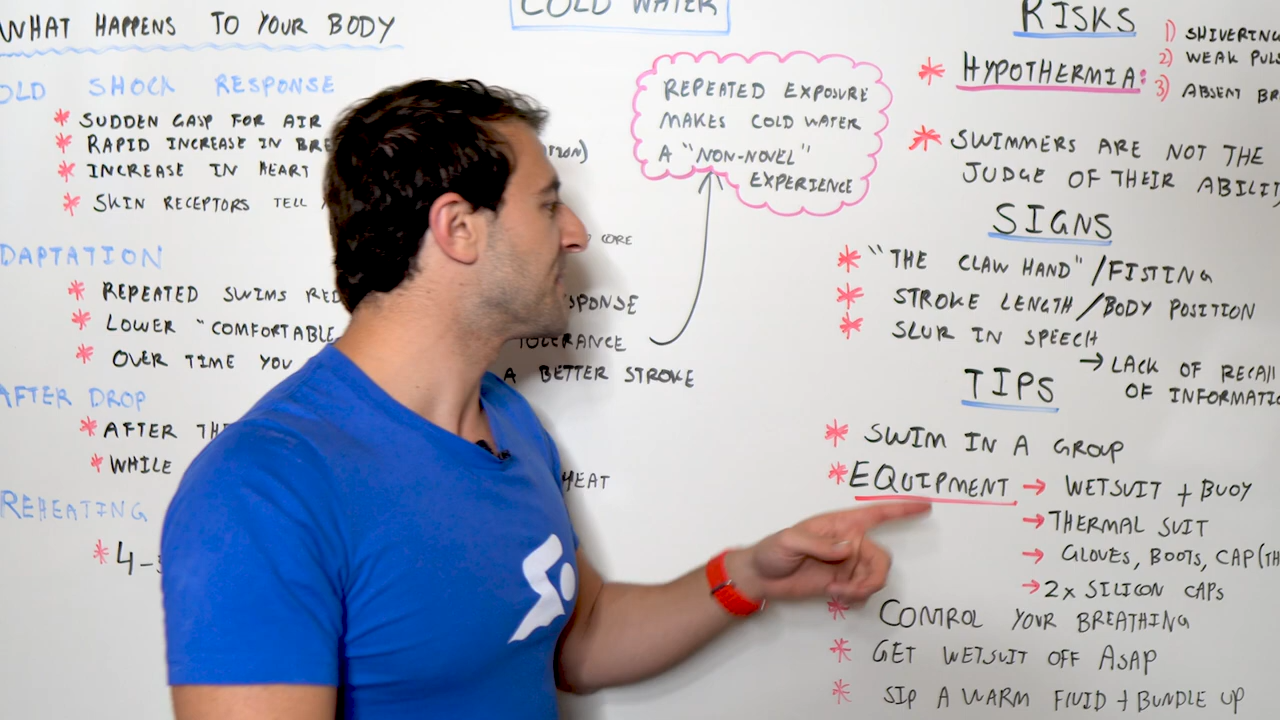 WHAT HAPPENS TO YOUR BODY
COLD WATER
OLD SHOCK RESPONSE
* SUDDEN GASP FOR AIR
* RAPID INCREASE IN BRE
* INCREASE IN HEART
* SKIN RECEPTORS TELL
CORE
DAPTATION
* REPEATED SWIMS RED
SPONSE
* LOWER "COMFORTABLE
TOLERANCE
* OVER TIME YOU
A BETTER STROKE
AFTER DROP
* AFTER THE
* WHILE
HEAT
REHEATING
* 4-
REPEATED EXPOSURE
MAKES COLD WATER
A "NON-NOVEL"
EXPERIENCE
RISKS
* HYPOTHERMIA:
1) SHIVERING
2) WEAK PULS
3) ABSENT BR
* SWIMMERS ARE NOT THE
JUDGE OF THEIR ABILIT
SIGNS
* "THE CLAW HAND" / FISTING
* STROKE LENGTH / BODY POSITION
* SLUR IN SPEECH
→ LACK OF RECALL
OF INFORMATIO
TIPS
* SWIM IN A GROUP
* EQUIPMENT → WETSUIT + BUOY
→ THERMAL SUIT
→ GLOVES, BOOTS, CAP (TH
→ 2x SILICON CAPS
* CONTROL YOUR BREATHING
* GET WETSUIT OFF ASAP
* SIP A WARM FLUID + BUNDLE UP